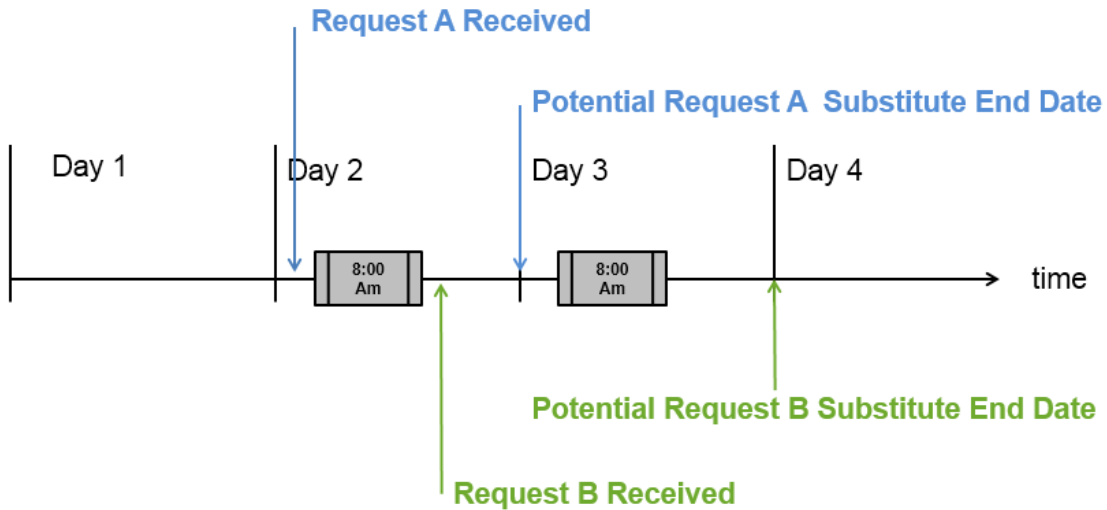 Request A Received
Potential Request A Substitute End Date
Day 1
Day 2
Day 3
Day 4
8:00
Am
8:00
Am
time
Potential Request B Substitute End Date
Request B Received